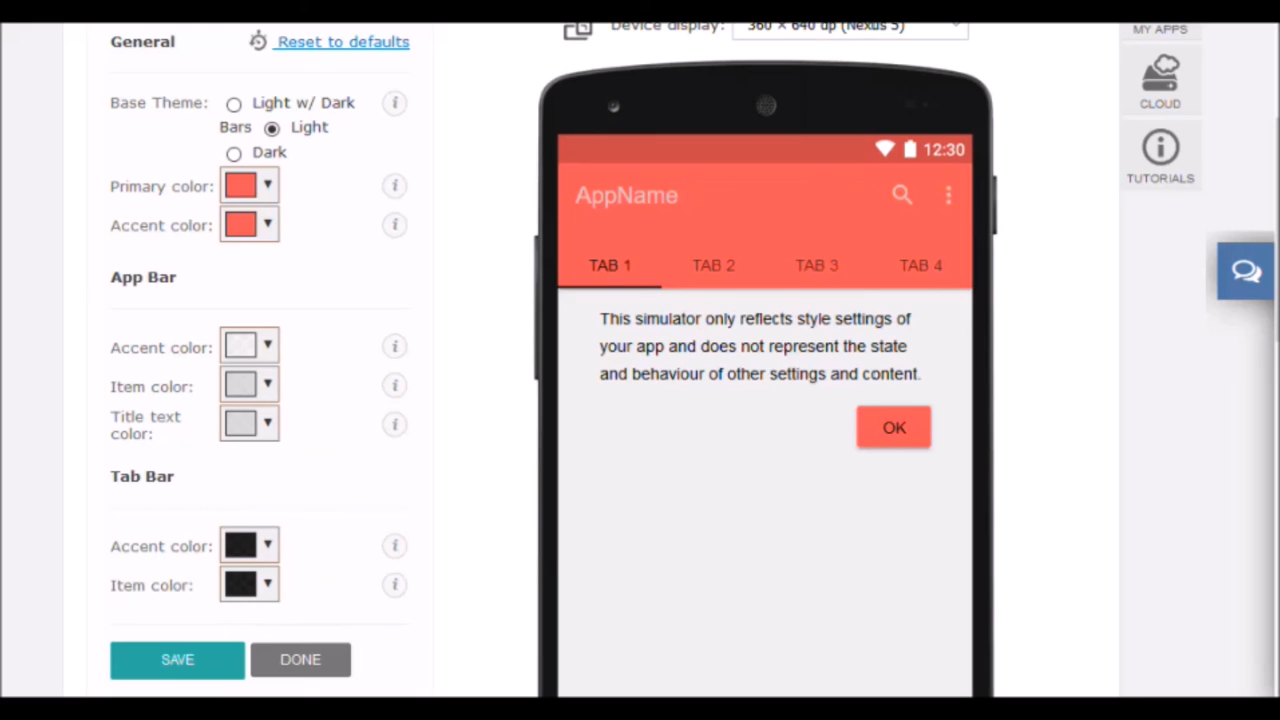 General
Reset to defaults
Base Theme:
Light w/ Dark
Bars
Light
Dark
Primary color:
Accent color:
App Bar
Accent color:
Item color:
Title text
color:
Tab Bar
Accent color:
Item color:
SAVE
DONE
Device display:
360 × 640 dp (Nexus 5)
12:30
AppName
TAB 1
TAB 2
TAB 3
TAB 4
This simulator only reflects style settings of
your app and does not represent the state
and behaviour of other settings and content.
OK
MY APPS
CLOUD
TUTORIALS